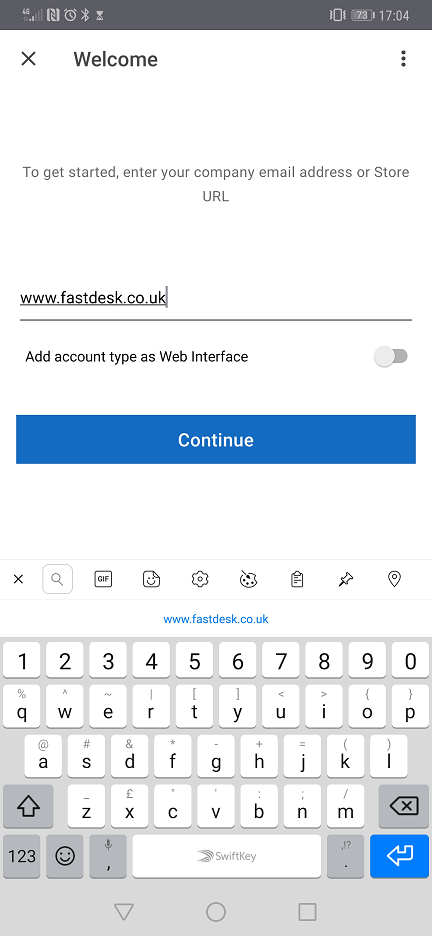 4G 73 17:04
Welcome
To get started, enter your company email address or Store
URL
www.fastdesk.co.uk
Add account type as Web Interface
Continue
GIF
www.fastdesk.co.uk
1 2 3 4 5 6 7 8 9 0
% ^ ~ | [ ] < > { }
q w e r t y u i o p
@ # & * - + = ( )
a s d f g h j k l
_ £ " ' : ; /
z x c v b n m
123 , SwiftKey ,!? .